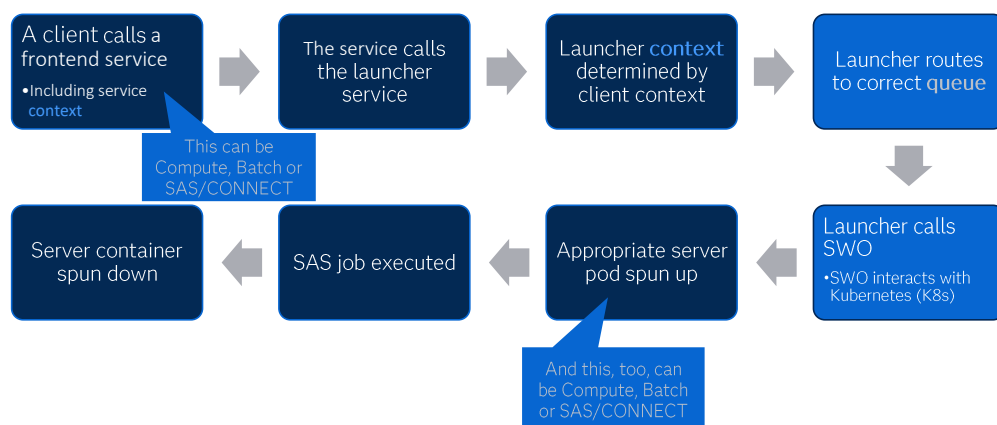 A client calls a
frontend service
•Including service
context
This can be
Compute, Batch or
SAS/CONNECT
The service calls
the launcher
service
Launcher context
determined by
client context
Launcher routes
to correct queue
Launcher calls
SWO
•SWO interacts with
Kubernetes (K8s)
Appropriate server
pod spun up
And this, too, can
be Compute, Batch
or SAS/CONNECT
SAS job executed
Server container
spun down